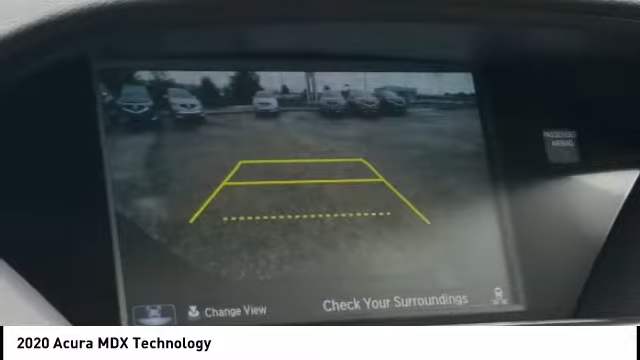 PASSENGER
AIRBAG
Change View
Check Your Surroundings
2020 Acura MDX Technology